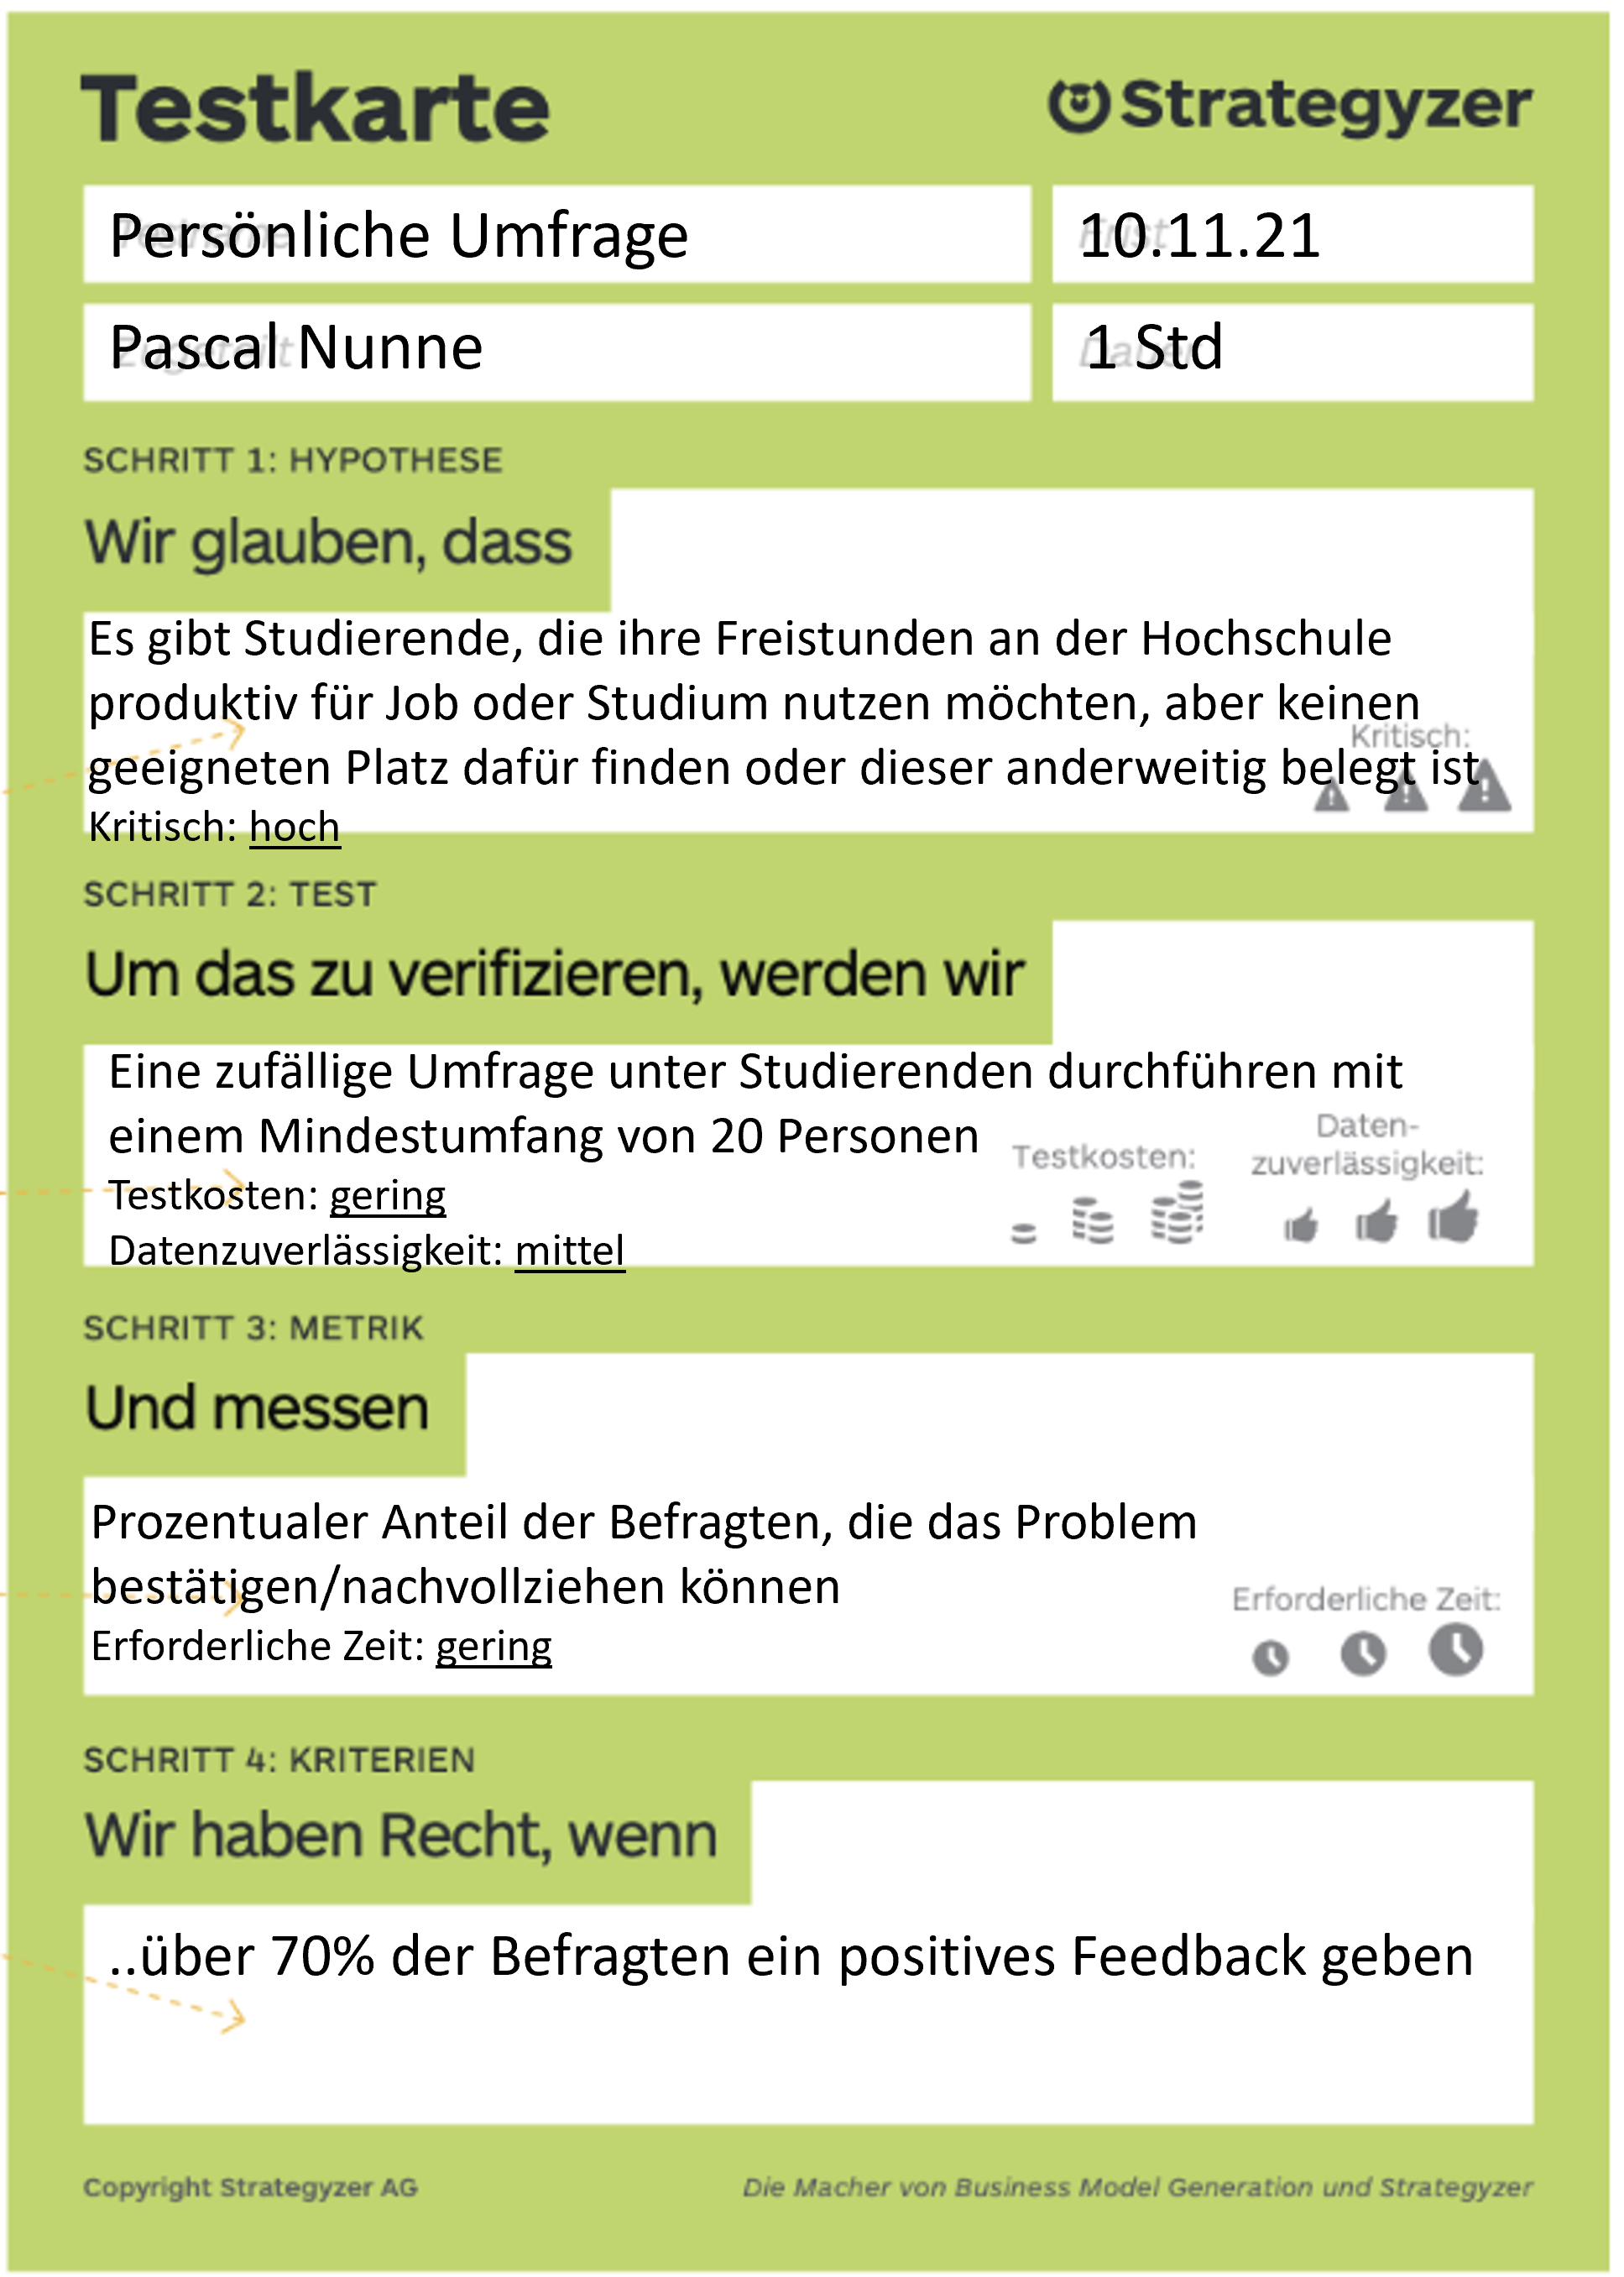 Testkarte
Strategyzer
Persönliche Umfrage
Testname
10.11.21
Frist
Pascal Nunne
Zugeteilt
1 Std
Dauer
SCHRITT 1: HYPOTHESE
Wir glauben, dass
Es gibt Studierende, die ihre Freistunden an der Hochschule
produktiv für Job oder Studium nutzen möchten, aber keinen
Kritisch:
geeigneten Platz dafür finden oder dieser anderweitig belegt ist
Kritisch: hoch
SCHRITT 2: TEST
Um das zu verifizieren, werden wir
Eine zufällige Umfrage unter Studierenden durchführen mit
einem Mindestumfang von 20 Personen
Testkosten: gering
Datenzuverlässigkeit: mittel
Testkosten:
Daten-
zuverlässigkeit:
SCHRITT 3: METRIK
Und messen
Prozentualer Anteil der Befragten, die das Problem
bestätigen/nachvollziehen können
Erforderliche Zeit: gering
Erforderliche Zeit:
SCHRITT 4: KRITERIEN
Wir haben Recht, wenn
..über 70% der Befragten ein positives Feedback geben
Copyright Strategyzer AG
Die Macher von Business Model Generation und Strategyzer